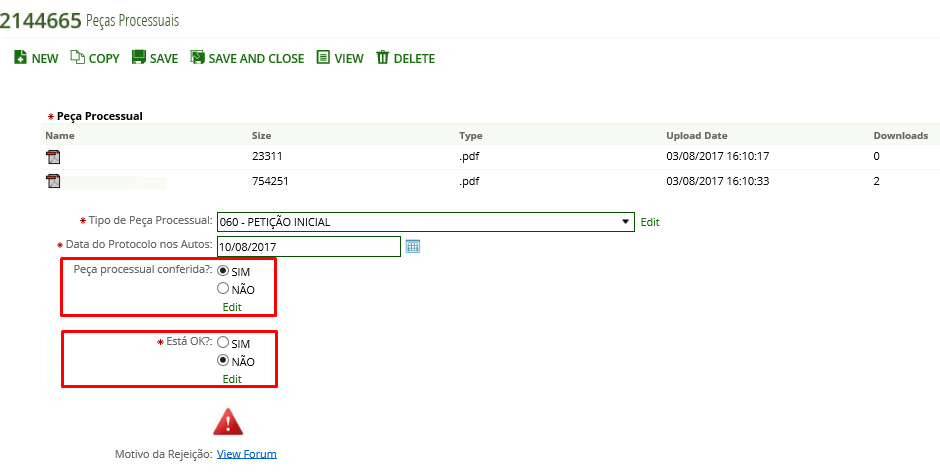 2144665 Peças Processuais
NEW COPY SAVE SAVE AND CLOSE VIEW DELETE
* Peça Processual
Name Size Type Upload Date Downloads
23311 .pdf 03/08/2017 16:10:17 0
754251 .pdf 03/08/2017 16:10:33 2
* Tipo de Peça Processual: 060 - PETIÇÃO INICIAL Edit
* Data do Protocolo nos Autos: 10/08/2017
Peça processual conferida?: SIM
NÃO
Edit
* Está OK?: SIM
NÃO
Edit
Motivo da Rejeição: View Forum